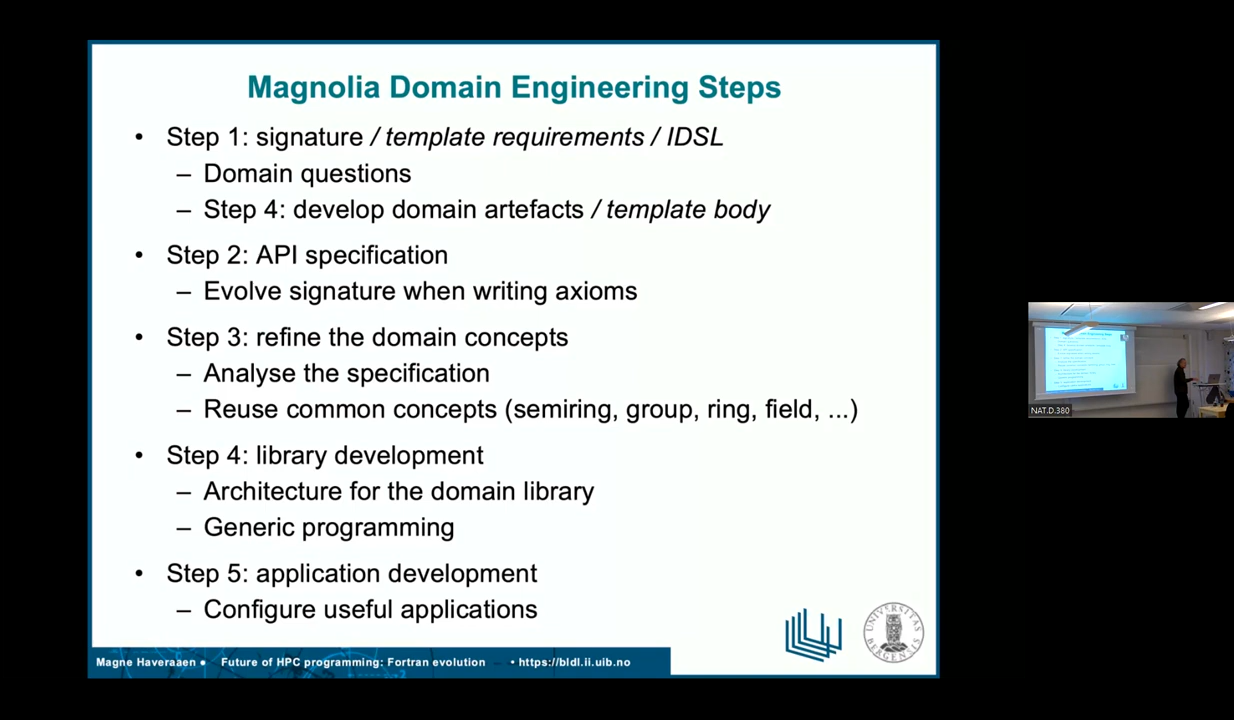 Magnolia Domain Engineering Steps
• Step 1: signature / template requirements / IDSL
– Domain questions
– Step 4: develop domain artefacts / template body
• Step 2: API specification
– Evolve signature when writing axioms
• Step 3: refine the domain concepts
– Analyse the specification
– Reuse common concepts (semiring, group, ring, field, ...)
• Step 4: library development
– Architecture for the domain library
– Generic programming
• Step 5: application development
– Configure useful applications
UNIVERSITAS BERGENSIS
Magne Haveraaen • Future of HPC programming: Fortran evolution – • https://bldl.ii.uib.no
NAT.D.380